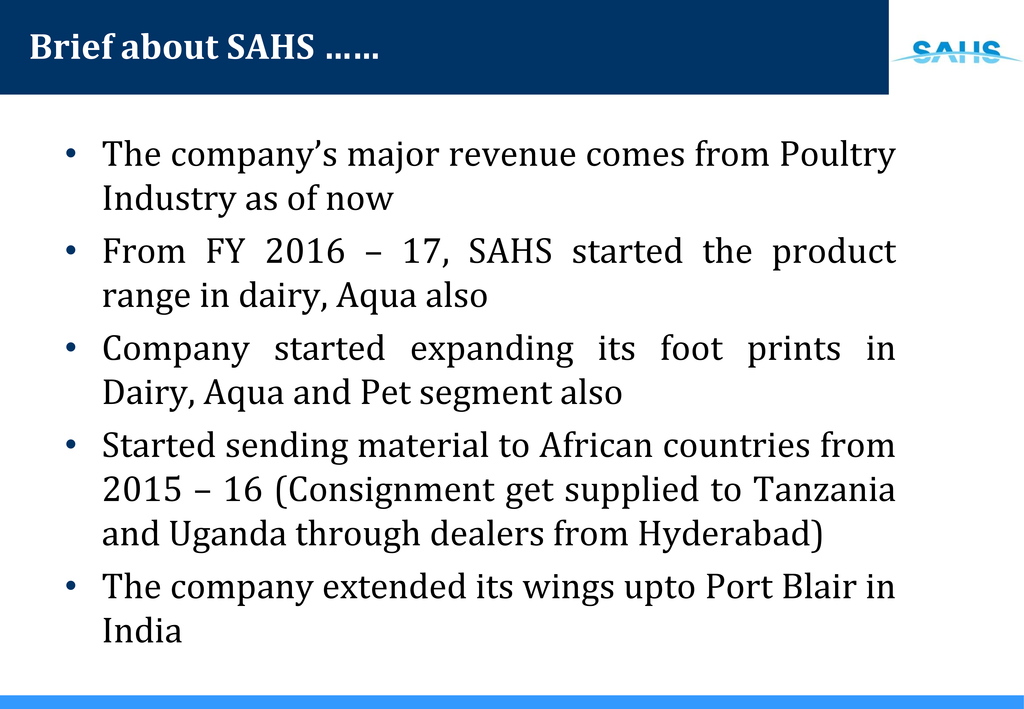 Brief about SAHS ......
SAHS
• The company’s major revenue comes from Poultry
Industry as of now
• From FY 2016 – 17, SAHS started the product
range in dairy, Aqua also
• Company started expanding its foot prints in
Dairy, Aqua and Pet segment also
• Started sending material to African countries from
2015 – 16 (Consignment get supplied to Tanzania
and Uganda through dealers from Hyderabad)
• The company extended its wings upto Port Blair in
India